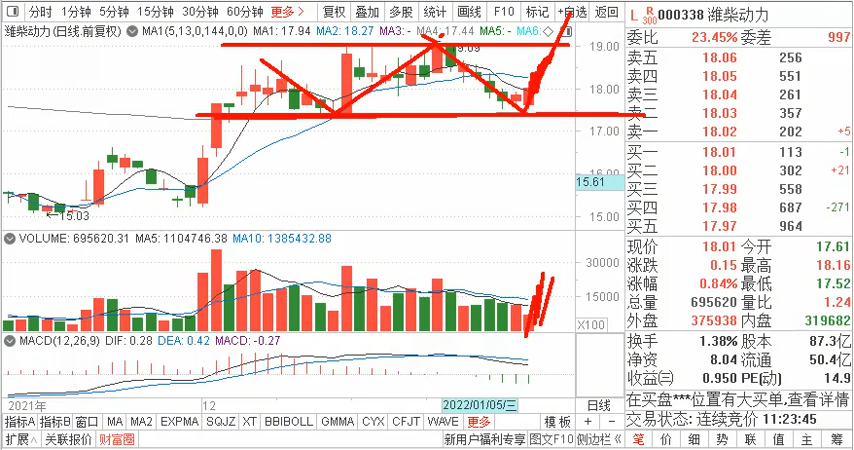 分时 1分钟 5分钟 15分钟 30分钟 60分钟 更多 复权 叠加 多股 统计 画线 F10 标记 +自选 返回
潍柴动力(日线.前复权) MA1(5,13,0,144,0,0) MA1: 17.94 MA2: 18.27 MA3: - MA4: 17.44 MA5: - MA6:
19.00
19.09
18.00
17.00
16.00
15.61
15.03
15.00
VOLUME: 695620.31 MA5: 1104746.38 MA10: 1385432.88
30000
15000
X100
MACD(12,26,9) DIF: 0.28 DEA: 0.42 MACD: -0.27
2021年 12 2022/01/05/三 日线
指标A 指标B 窗口 MA MA2 EXPMA SQJZ XT BBIBOLL GMMA CYX CFJT WAVE 更多 模板 + -
扩展∧ 关联报价 财富圈 新用户福利专享 图文F10 侧边栏《
L R 300 000338 潍柴动力
委比 23.45% 委差 997
卖五 18.06 256
卖四 18.05 551
卖三 18.04 261
卖二 18.03 357
卖一 18.02 202 +5
买一 18.01 113 -1
买二 18.00 302 +21
买三 17.99 558
买四 17.98 687 -271
买五 17.97 964
现价 18.01 今开 17.61
涨跌 0.15 最高 18.16
涨幅 0.84% 最低 17.52
总量 695620 量比 1.24
外盘 375938 内盘 319682
换手 1.38% 股本 87.3亿
净资 8.04 流通 50.4亿
收益㈢ 0.950 PE(动) 14.9
在买盘***位置有大买单,查看详情
交易状态: 连续竞价 11:23:45
笔 价 细 势 联 值 主 筹